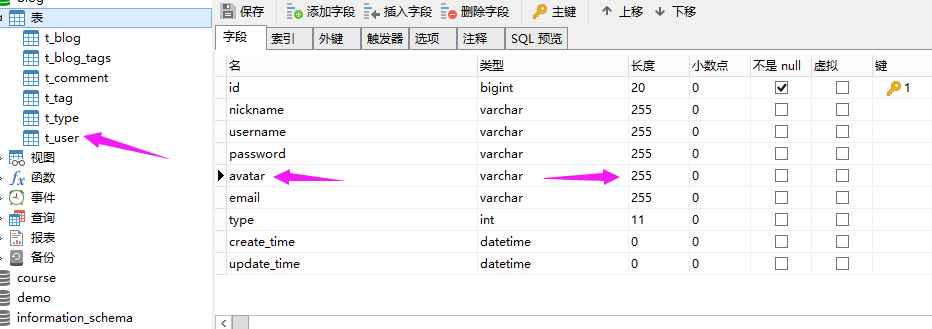 blog
表
t_blog
t_blog_tags
t_comment
t_tag
t_type
t_user
视图
函数
事件
查询
报表
备份
course
demo
information_schema
保存 添加字段 插入字段 删除字段 主键 上移 下移
字段 索引 外键 触发器 选项 注释 SQL 预览
名 类型 长度 小数点 不是 null 虚拟 键
id bigint 20 0 1
nickname varchar 255 0
username varchar 255 0
password varchar 255 0
avatar varchar 255 0
email varchar 255 0
type int 11 0
create_time datetime 0 0
update_time datetime 0 0